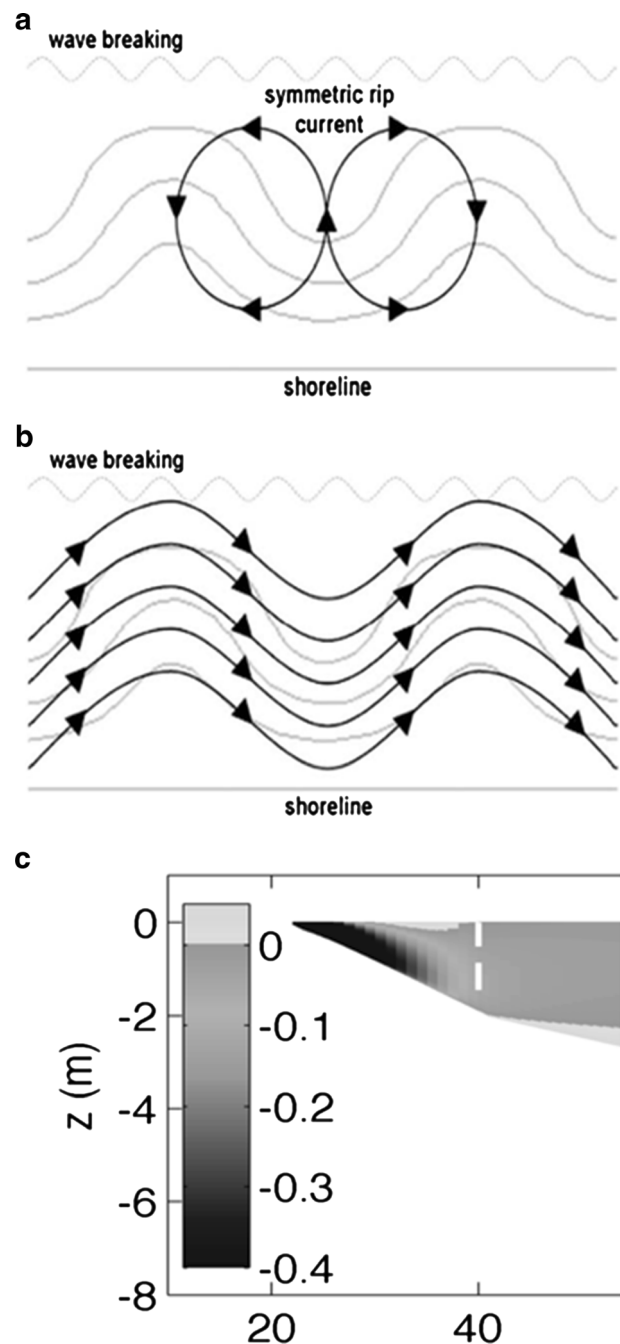 a
wave breaking
symmetric rip
current
shoreline
b
wave breaking
shoreline
c
0
-2
-4
-6
-8
z (m)
0
-0.1
-0.2
-0.3
-0.4
20
40